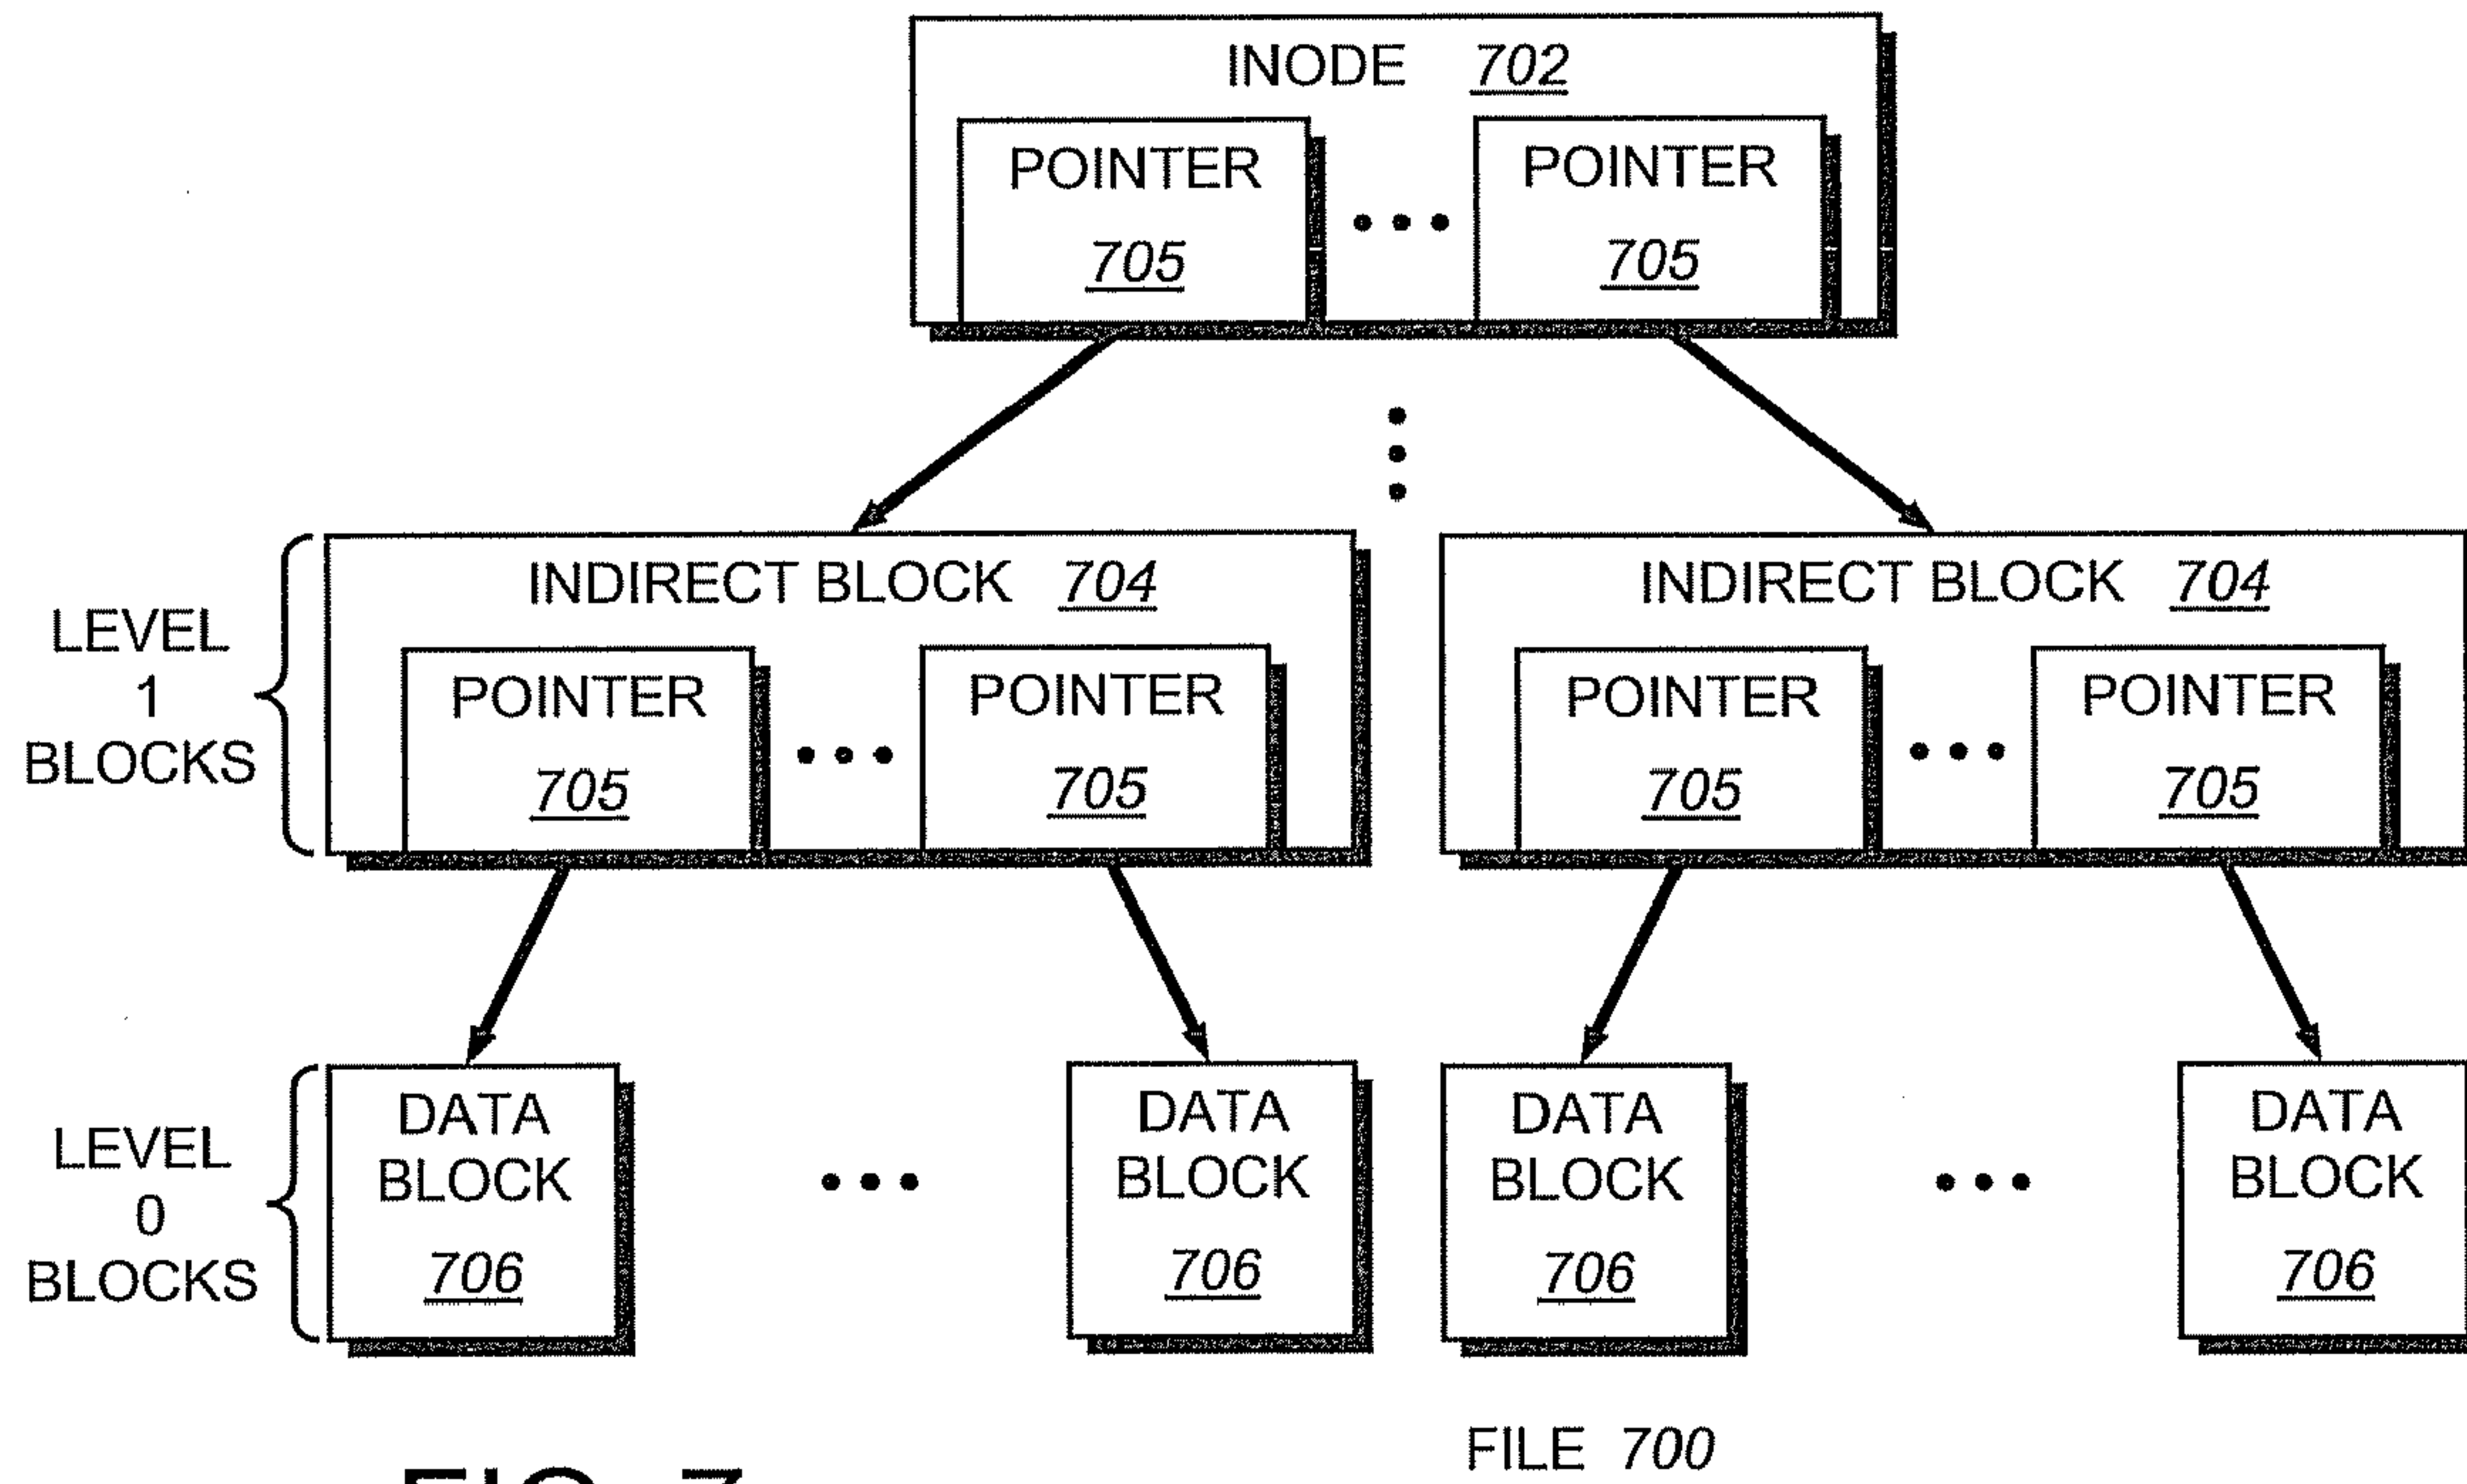 INODE 702
POINTER POINTER
705 705
INDIRECT BLOCK 704
INDIRECT BLOCK 704
LEVEL
1
BLOCKS
POINTER POINTER
705 705
POINTER POINTER
705 705
LEVEL
0
BLOCKS
DATA
BLOCK
706
DATA
BLOCK
706
DATA
BLOCK
706
DATA
BLOCK
706
FILE 700
FIG. 7